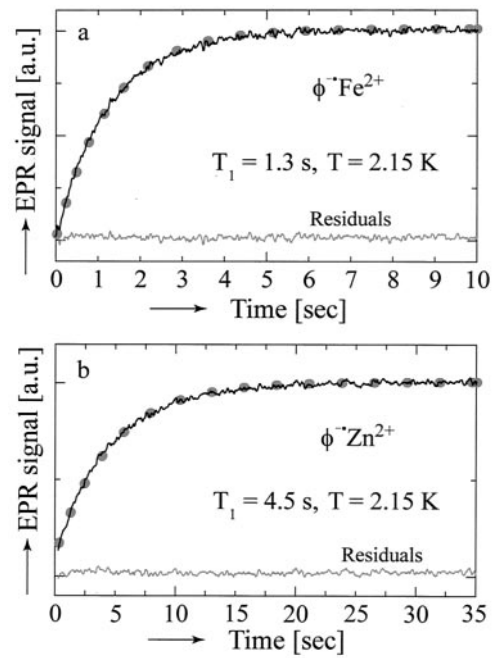 a
EPR signal [a.u.]
ϕ⁻•Fe²⁺
T₁ = 1.3 s, T = 2.15 K
Residuals
0 1 2 3 4 5 6 7 8 9 10
Time [sec]
b
EPR signal [a.u.]
ϕ⁻•Zn²⁺
T₁ = 4.5 s, T = 2.15 K
Residuals
0 5 10 15 20 25 30 35
Time [sec]